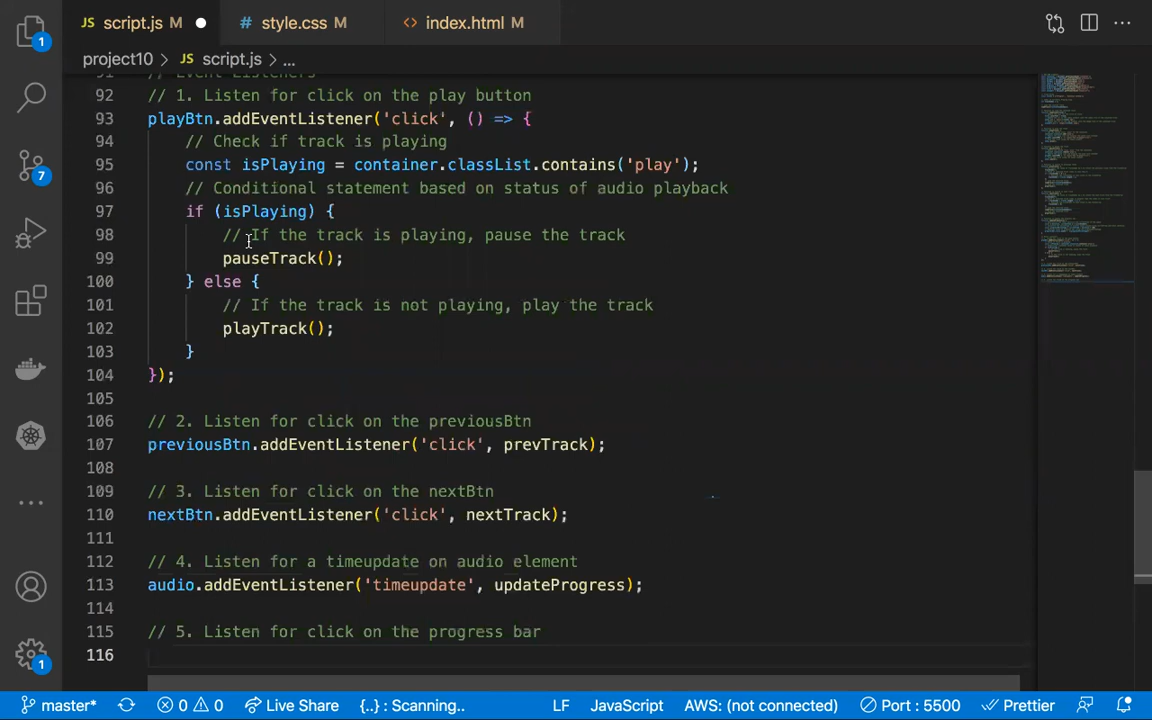 JS script.js M
# style.css M
<> index.html M
project10 > JS script.js > ...
91 // Event Listeners
92 // 1. Listen for click on the play button
93 playBtn.addEventListener('click', () => {
94 // Check if track is playing
95 const isPlaying = container.classList.contains('play');
96 // Conditional statement based on status of audio playback
97 if (isPlaying) {
98 // If the track is playing, pause the track
99 pauseTrack();
100 } else {
101 // If the track is not playing, play the track
102 playTrack();
103 }
104 });
105
106 // 2. Listen for click on the previousBtn
107 previousBtn.addEventListener('click', prevTrack);
108
109 // 3. Listen for click on the nextBtn
110 nextBtn.addEventListener('click', nextTrack);
111
112 // 4. Listen for a timeupdate on audio element
113 audio.addEventListener('timeupdate', updateProgress);
114
115 // 5. Listen for click on the progress bar
116
1
7
1
master* 0 0 Live Share {..} : Scanning.. LF JavaScript AWS: (not connected) Port : 5500 Prettier